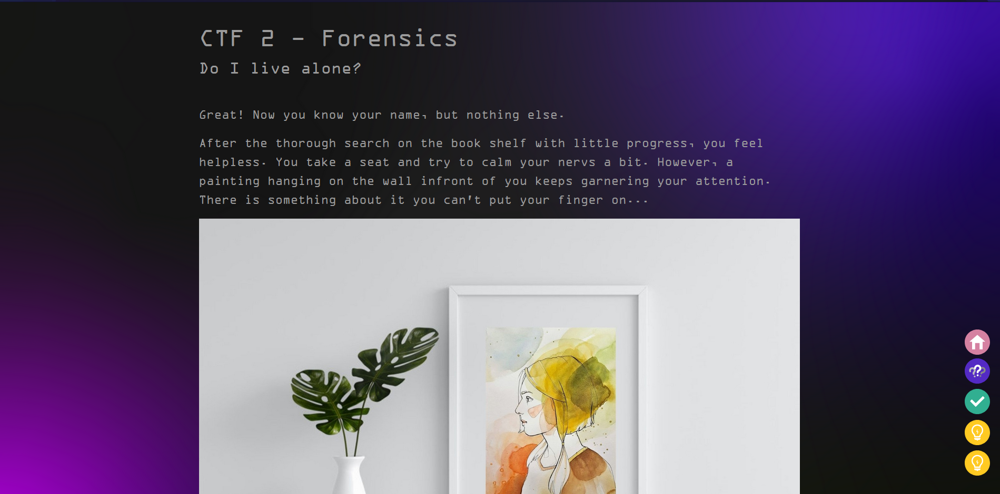 CTF 2 - Forensics
Do I live alone?
Great! Now you know your name, but nothing else.
After the thorough search on the book shelf with little progress, you feel
helpless. You take a seat and try to calm your nervs a bit. However, a
painting hanging on the wall infront of you keeps garnering your attention.
There is something about it you can't put your finger on...